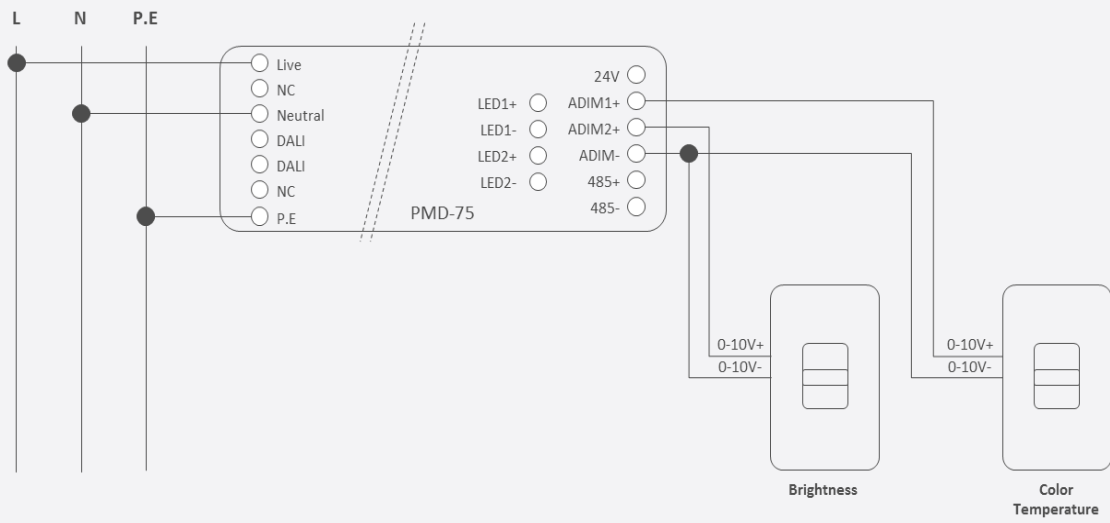 L N P.E
Live
NC
Neutral
DALI
DALI
NC
P.E
PMD-75
LED1+
LED1-
LED2+
LED2-
24V
ADIM1+
ADIM2+
ADIM-
485+
485-
0-10V+
0-10V-
Brightness
0-10V+
0-10V-
Color
Temperature